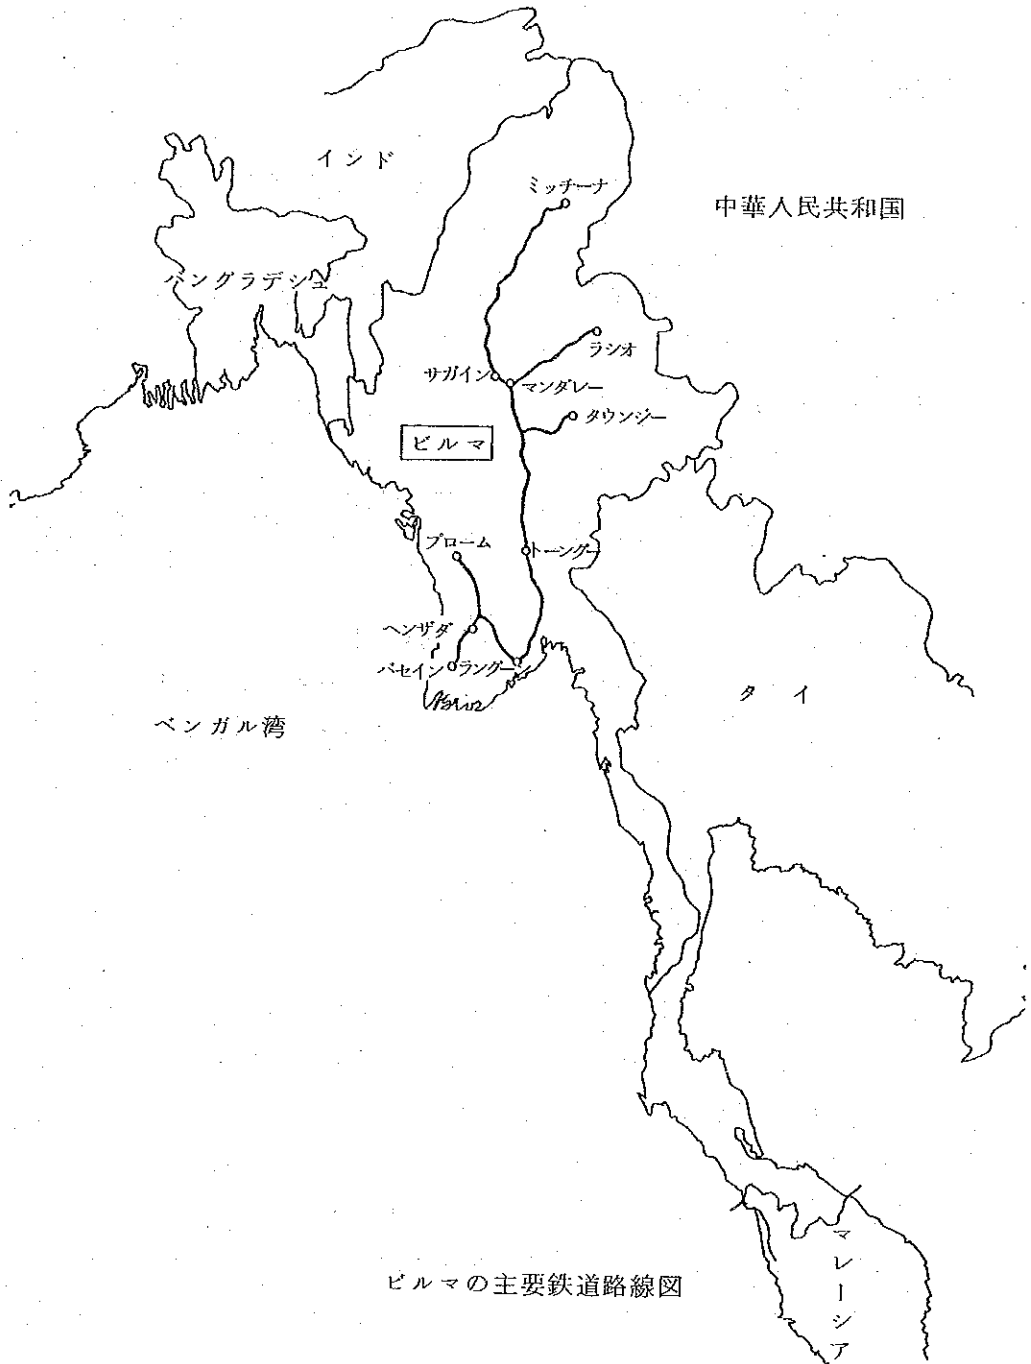 インド
ミッチーナ
中華人民共和国
バングラデシュ
ラシオ
サガイン
マンダレー
タウンジー
ビルマ
プローム
トーングー
ヘンザダ
バセイン
ラングーン
タイ
ベンガル湾
マレーシア
ビルマの主要鉄道路線図